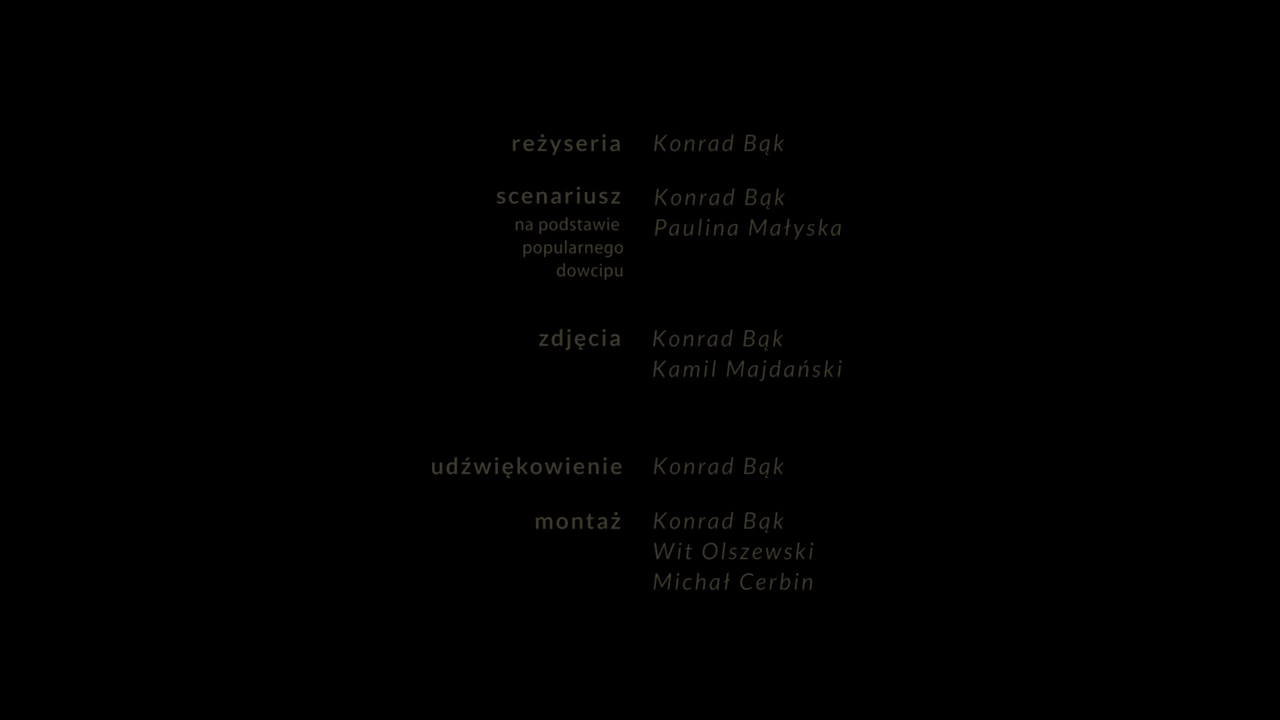 reżyseria Konrad Bąk
scenariusz Konrad Bąk
na podstawie Paulina Małyska
popularnego
dowcipu
zdjęcia Konrad Bąk
Kamil Majdański
udźwiękowienie Konrad Bąk
montaż Konrad Bąk
Wit Olszewski
Michał Cerbin